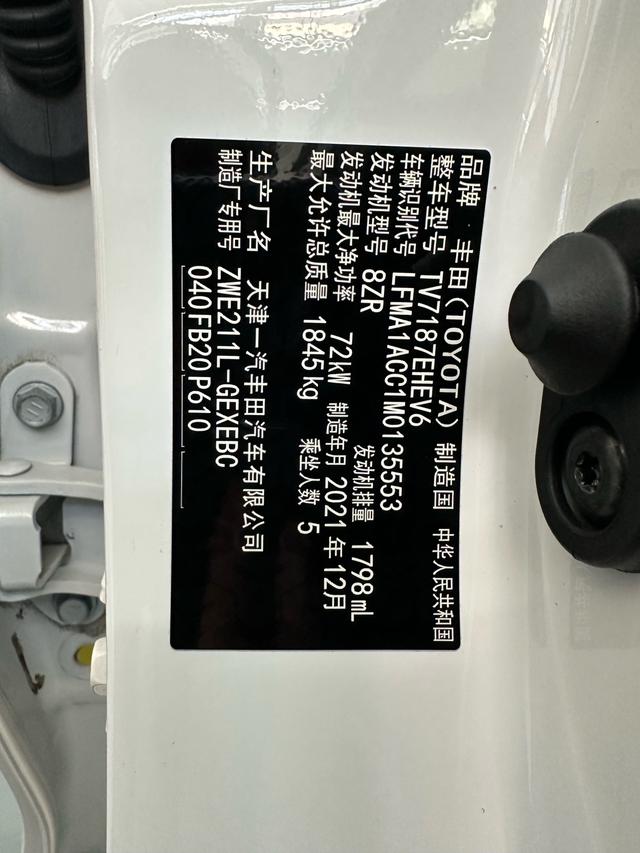 品牌 丰田(TOYOTA) 制造国 中华人民共和国
整车型号 TV7187EHEV6
车辆识别代号 LFMA1ACC1M0135553
发动机型号 8ZR 发动机排量 1798mL
发动机最大净功率 72kW 制造年月 2021年12月
最大允许总质量 1845kg 乘坐人数 5
生产厂名 天津一汽丰田汽车有限公司
制造厂专用号 ZWE211L-GEXEBC
040 FB20 P610